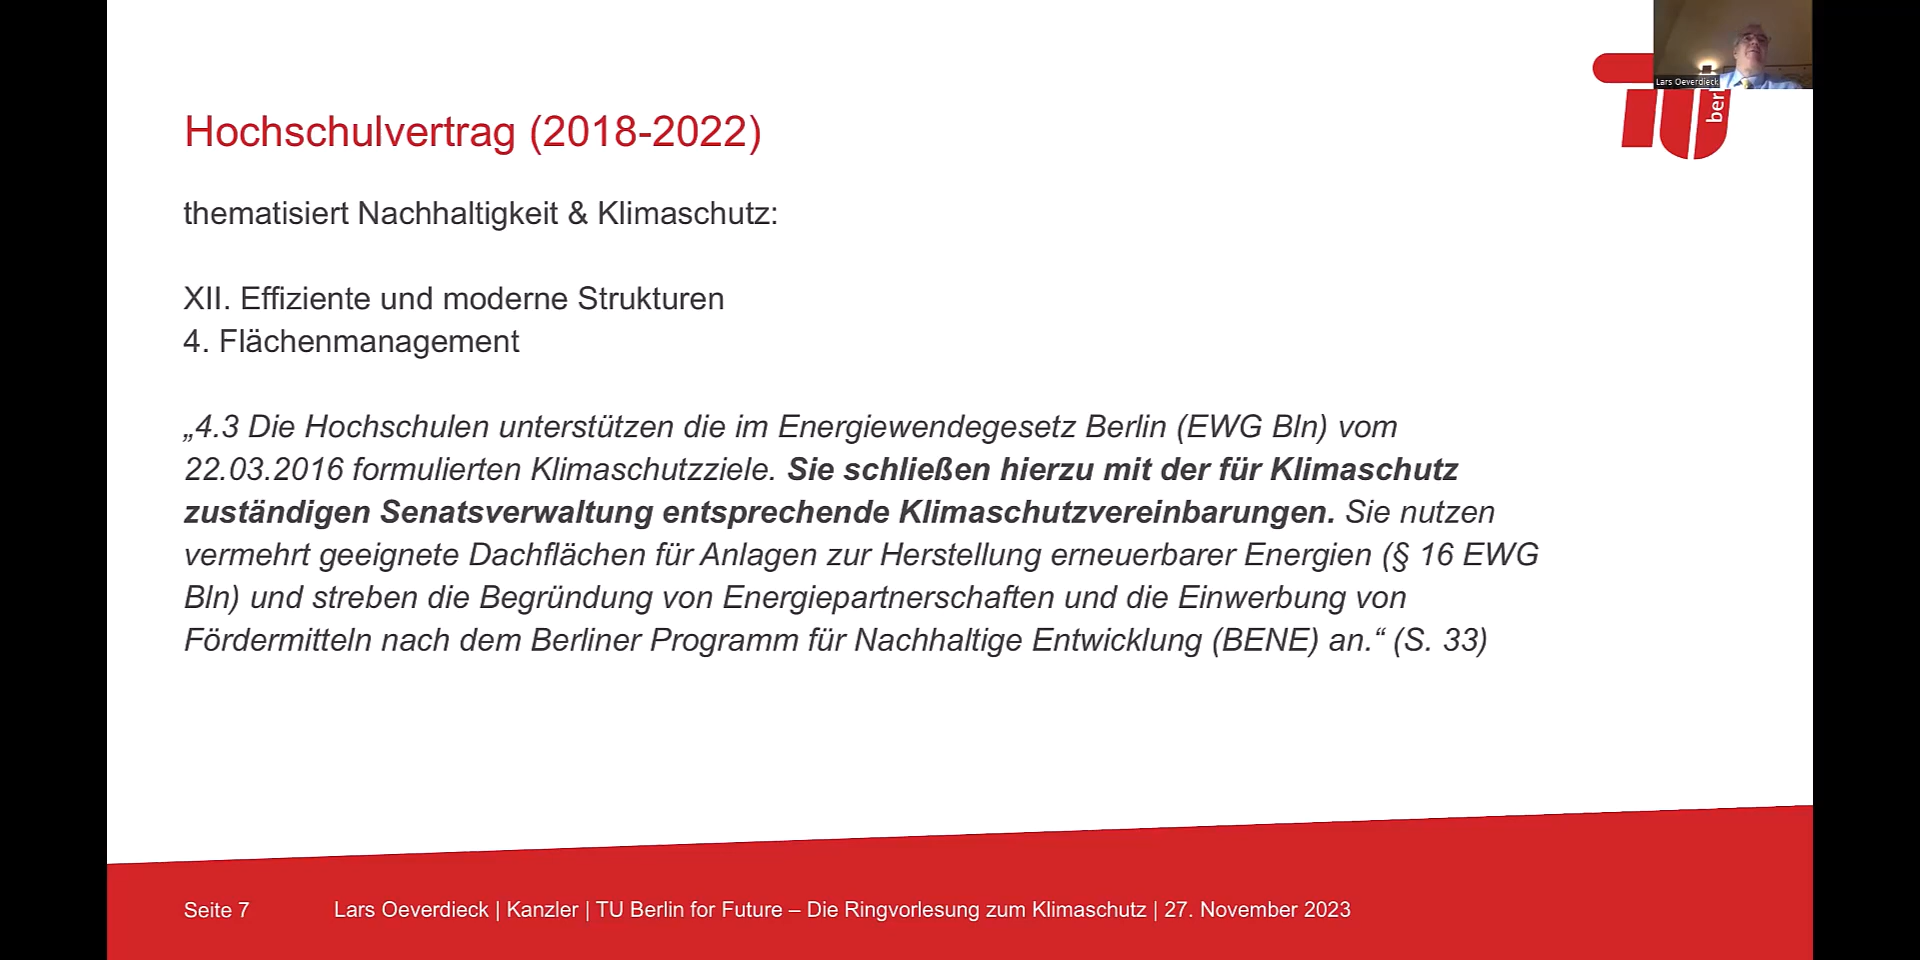 Lars Oeverdieck
berl
Hochschulvertrag (2018-2022)
thematisiert Nachhaltigkeit & Klimaschutz:
XII. Effiziente und moderne Strukturen
4. Flächenmanagement
„4.3 Die Hochschulen unterstützen die im Energiewendegesetz Berlin (EWG Bln) vom
22.03.2016 formulierten Klimaschutzziele. Sie schließen hierzu mit der für Klimaschutz
zuständigen Senatsverwaltung entsprechende Klimaschutzvereinbarungen. Sie nutzen
vermehrt geeignete Dachflächen für Anlagen zur Herstellung erneuerbarer Energien (§ 16 EWG
Bln) und streben die Begründung von Energiepartnerschaften und die Einwerbung von
Fördermitteln nach dem Berliner Programm für Nachhaltige Entwicklung (BENE) an.“ (S. 33)
Seite 7 Lars Oeverdieck | Kanzler | TU Berlin for Future – Die Ringvorlesung zum Klimaschutz | 27. November 2023